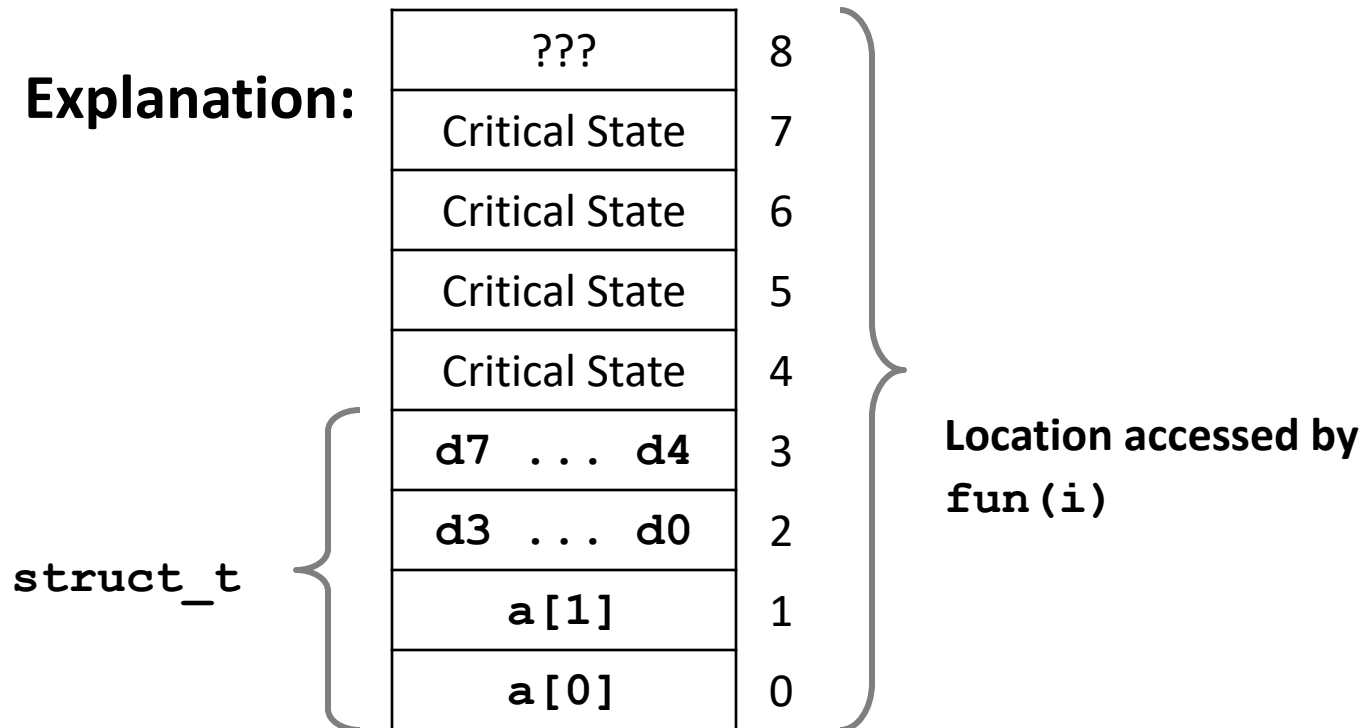 Explanation:
??? 8
Critical State 7
Critical State 6
Critical State 5
Critical State 4
d7 ... d4 3
d3 ... d0 2
a[1] 1
a[0] 0
struct_t
Location accessed by
fun(i)